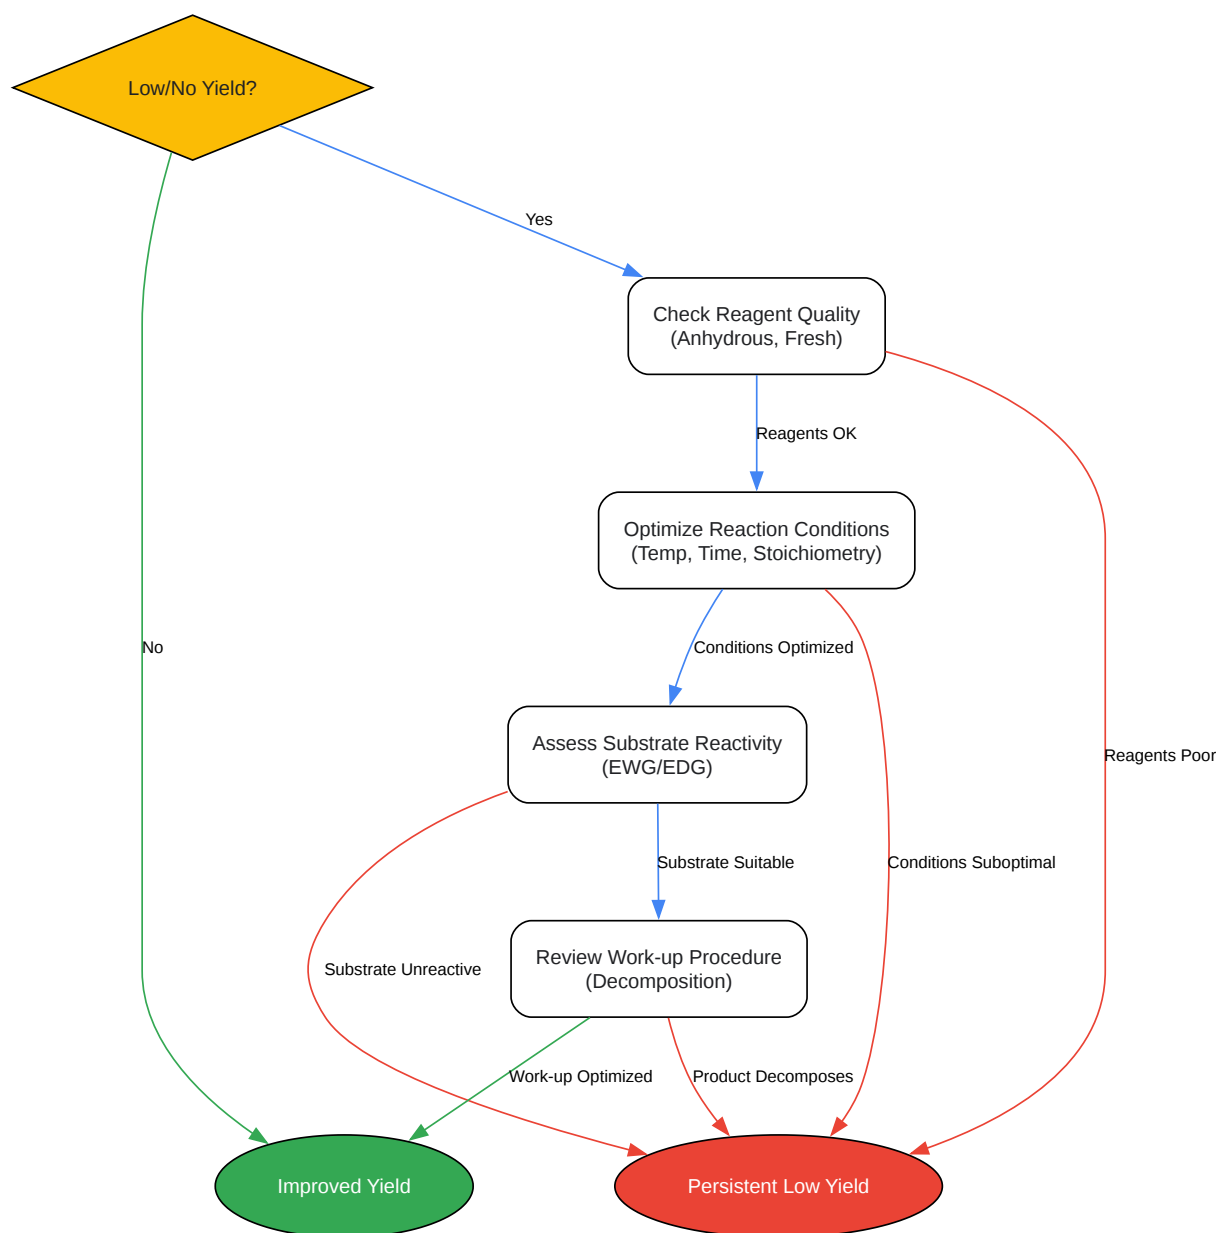 Low/No Yield?
Yes
Check Reagent Quality
(Anhydrous, Fresh)
Reagents OK
Optimize Reaction Conditions
(Temp, Time, Stoichiometry)
No
Conditions Optimized
Assess Substrate Reactivity
(EWG/EDG)
Reagents Poor
Substrate Suitable
Conditions Suboptimal
Review Work-up Procedure
(Decomposition)
Substrate Unreactive
Work-up Optimized
Product Decomposes
Improved Yield
Persistent Low Yield